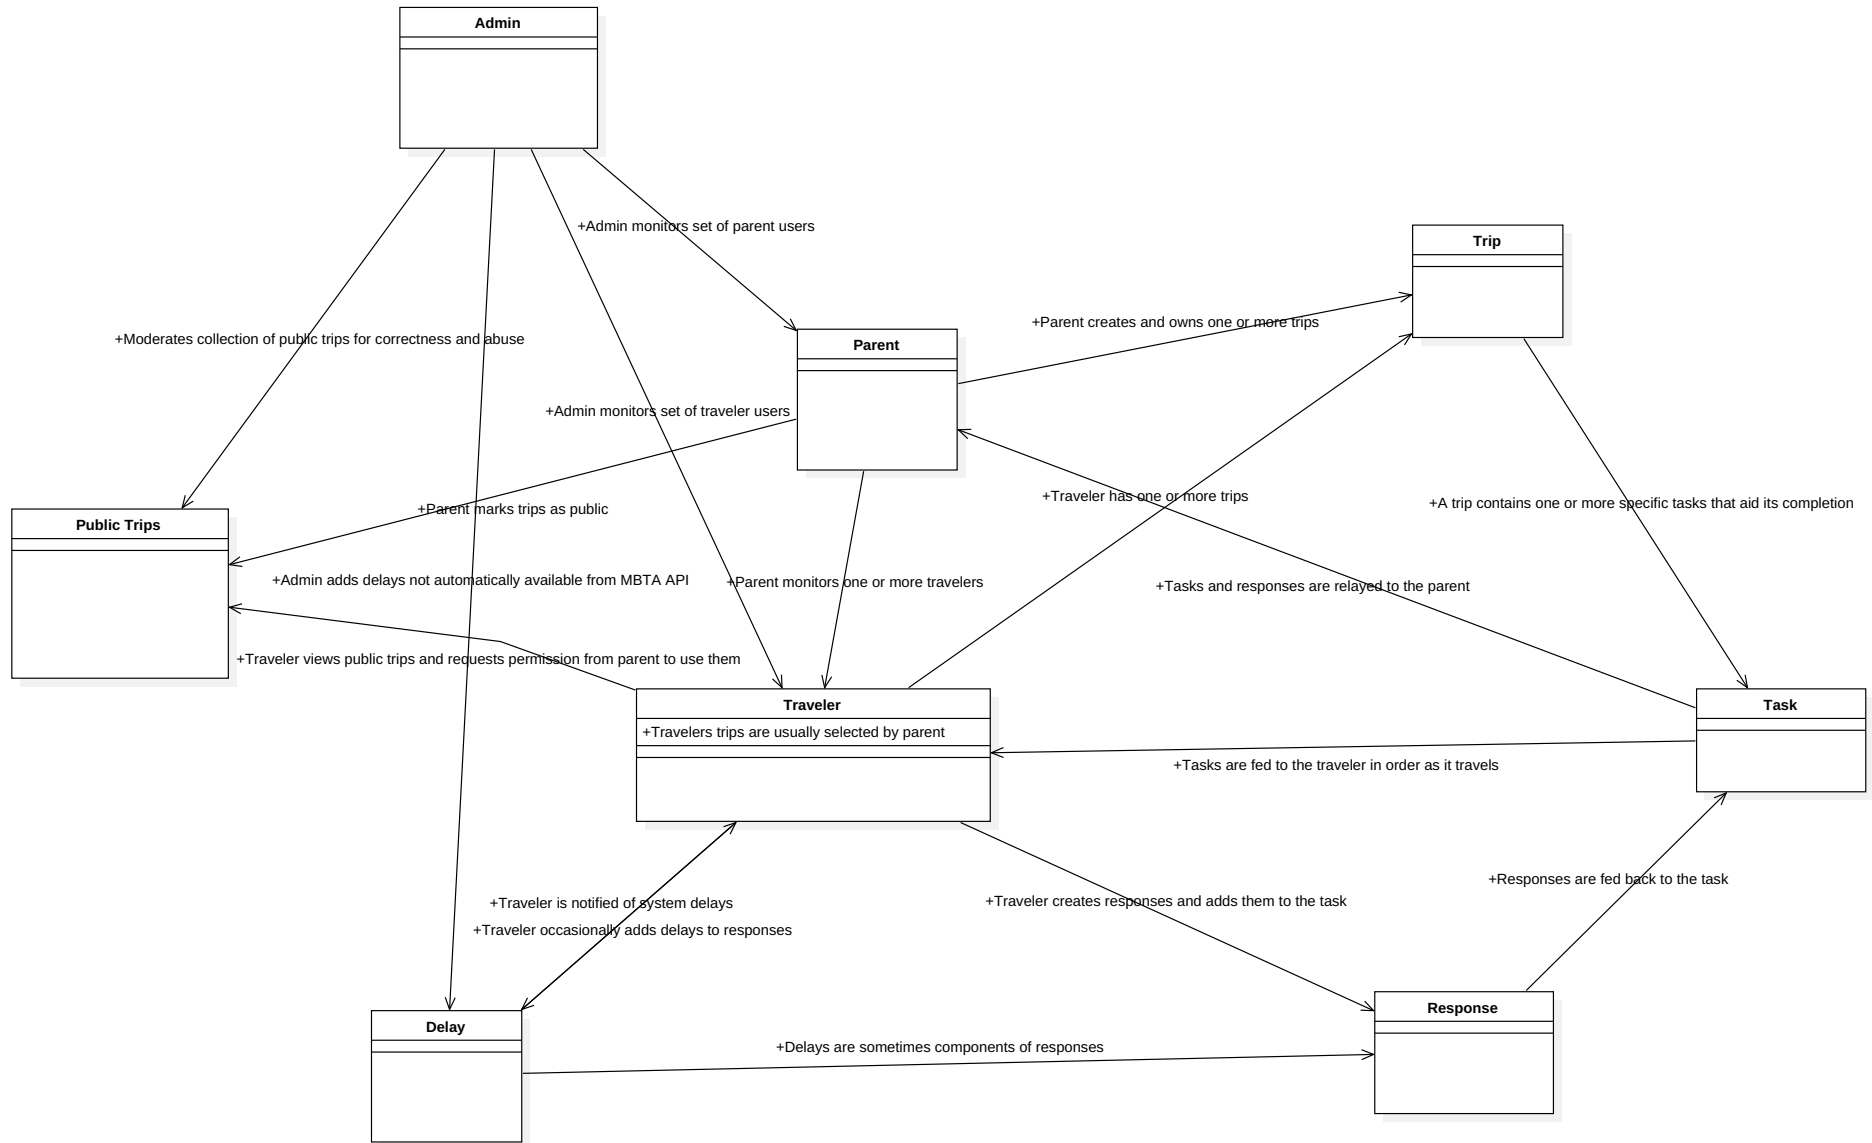 Admin
+Admin monitors set of parent users
Trip
+Parent creates and owns one or more trips
+Moderates collection of public trips for correctness and abuse
Parent
+Admin monitors set of traveler users
+Traveler has one or more trips
+A trip contains one or more specific tasks that aid its completion
+Parent marks trips as public
Public Trips
+Admin adds delays not automatically available from MBTA API
+Parent monitors one or more travelers
+Tasks and responses are relayed to the parent
+Traveler views public trips and requests permission from parent to use them
Traveler
+Travelers trips are usually selected by parent
Task
+Tasks are fed to the traveler in order as it travels
+Responses are fed back to the task
+Traveler is notified of system delays
+Traveler creates responses and adds them to the task
+Traveler occasionally adds delays to responses
Response
Delay
+Delays are sometimes components of responses